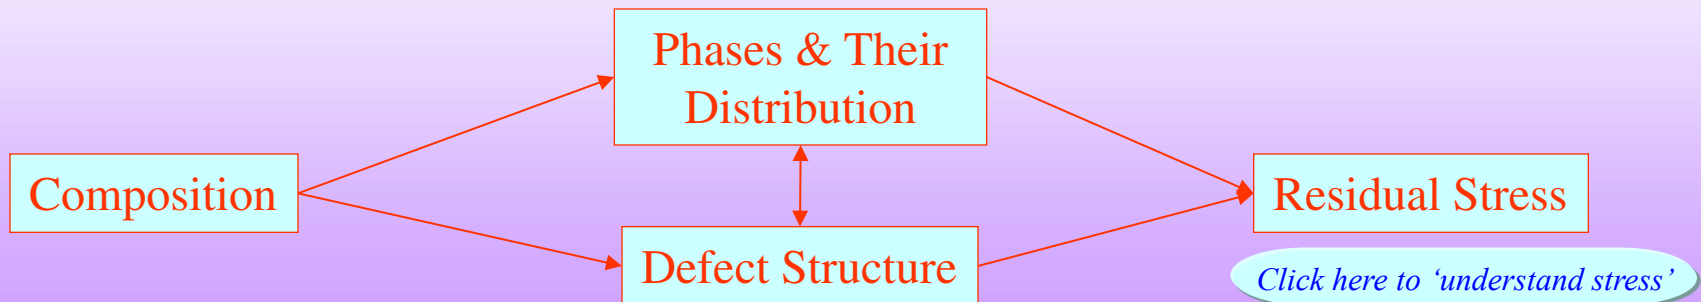 Phases & Their
Distribution
Composition
Residual Stress
Defect Structure
Click here to ‘understand stress’